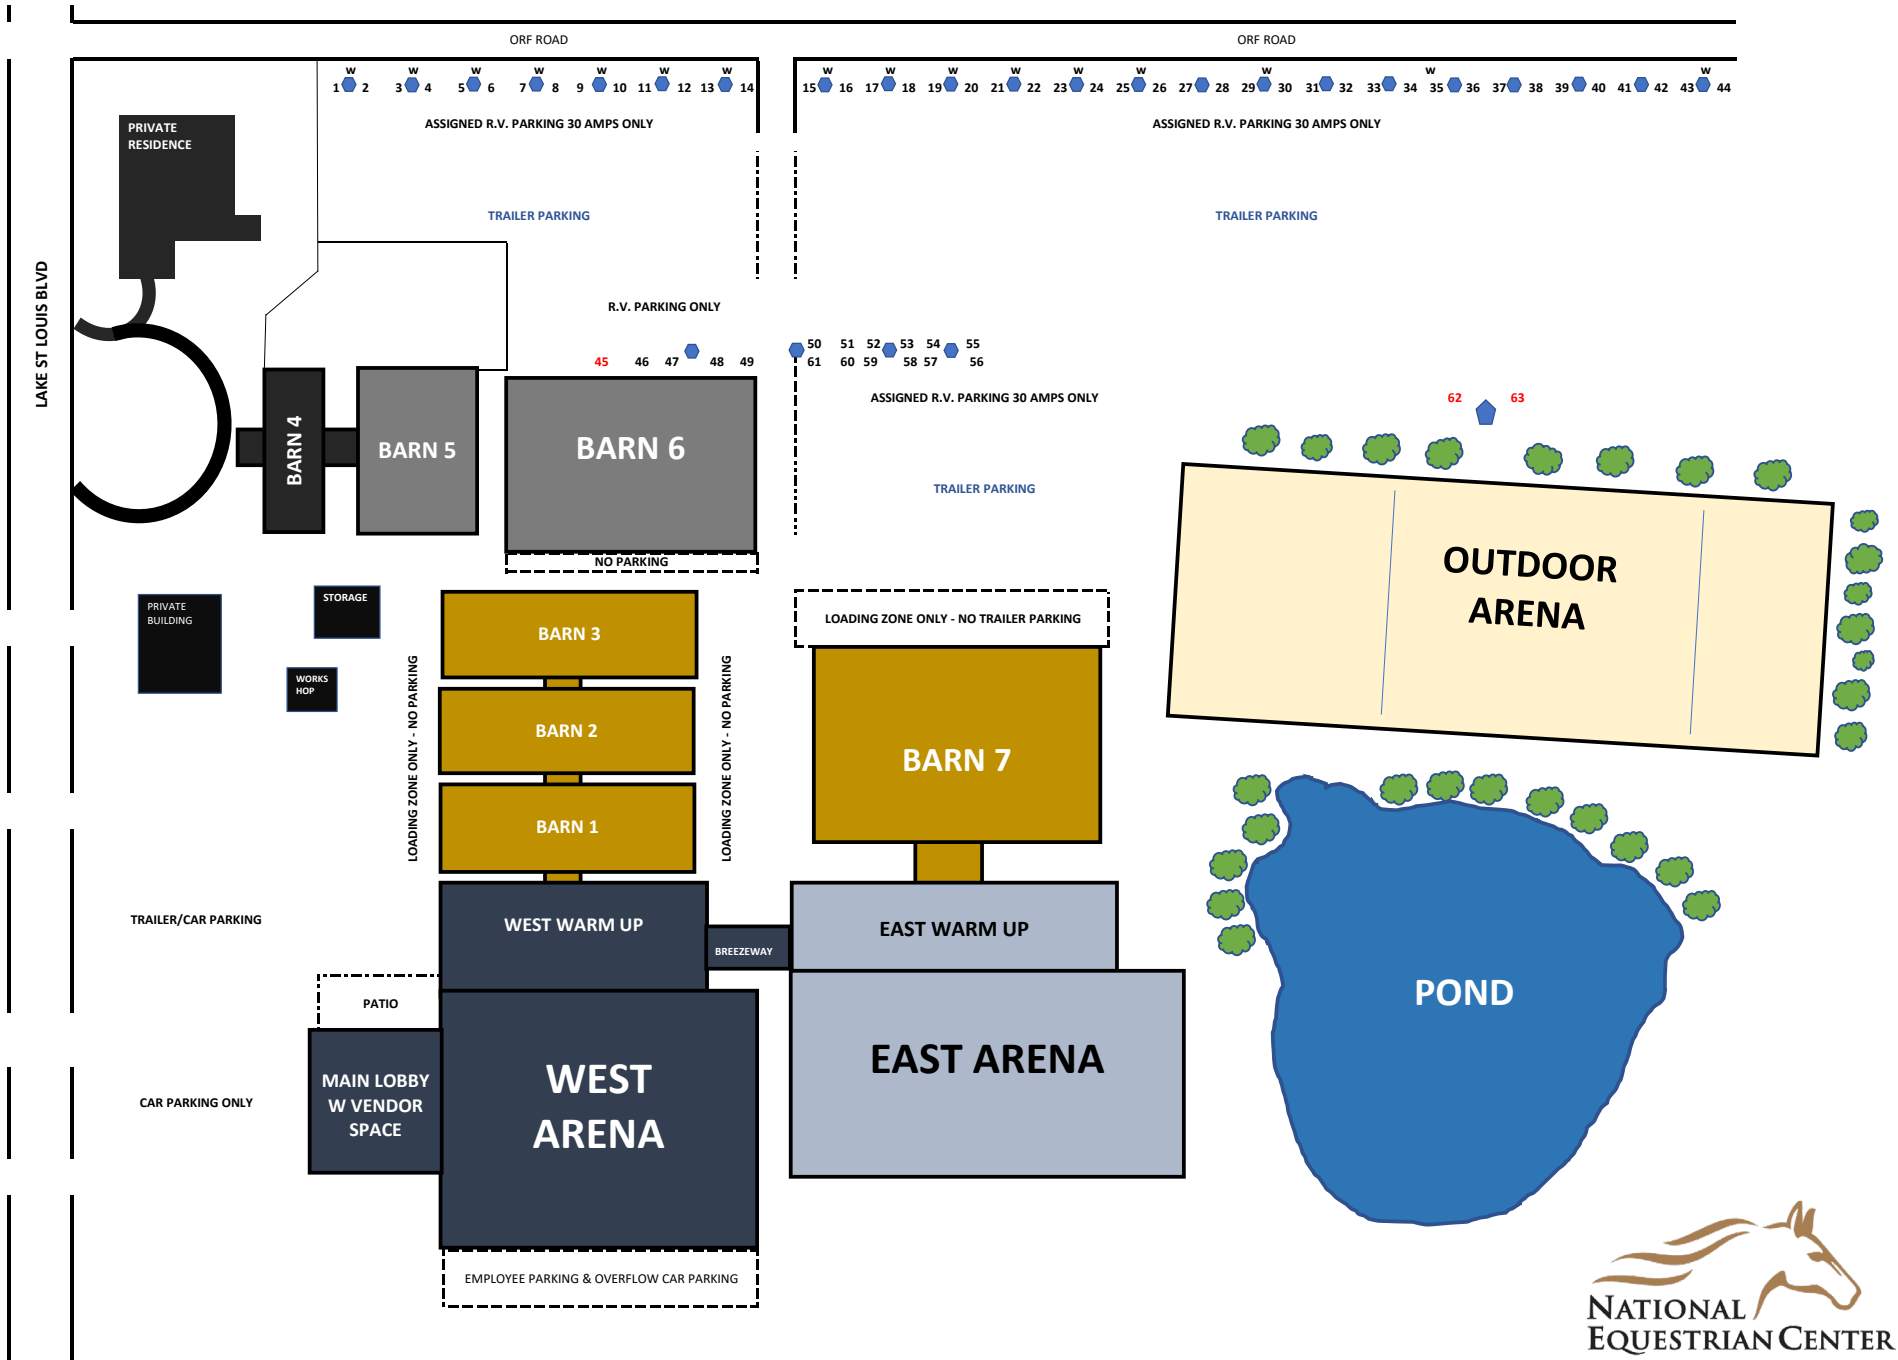 ORF ROAD ORF ROAD
W W W W W W W W W W W W W W W W
1 2 3 4 5 6 7 8 9 10 11 12 13 14 15 16 17 18 19 20 21 22 23 24 25 26 27 28 29 30 31 32 33 34 35 36 37 38 39 40 41 42 43 44
ASSIGNED R.V. PARKING 30 AMPS ONLY ASSIGNED R.V. PARKING 30 AMPS ONLY
PRIVATE
RESIDENCE
TRAILER PARKING TRAILER PARKING
LAKE ST LOUIS BLVD
R.V. PARKING ONLY
50 51 52 53 54 55
45 46 47 48 49 61 60 59 58 57 56
ASSIGNED R.V. PARKING 30 AMPS ONLY
62 63
BARN 4
BARN 5
BARN 6
TRAILER PARKING
NO PARKING
OUTDOOR
ARENA
PRIVATE
BUILDING
STORAGE
WORKS
HOP
LOADING ZONE ONLY - NO PARKING
BARN 3
BARN 2
BARN 1
LOADING ZONE ONLY - NO PARKING
LOADING ZONE ONLY - NO TRAILER PARKING
BARN 7
TRAILER/CAR PARKING
WEST WARM UP
BREEZEWAY
EAST WARM UP
PATIO
POND
MAIN LOBBY
W VENDOR
SPACE
CAR PARKING ONLY
WEST
ARENA
EAST ARENA
EMPLOYEE PARKING & OVERFLOW CAR PARKING
NATIONAL
EQUESTRIAN CENTER